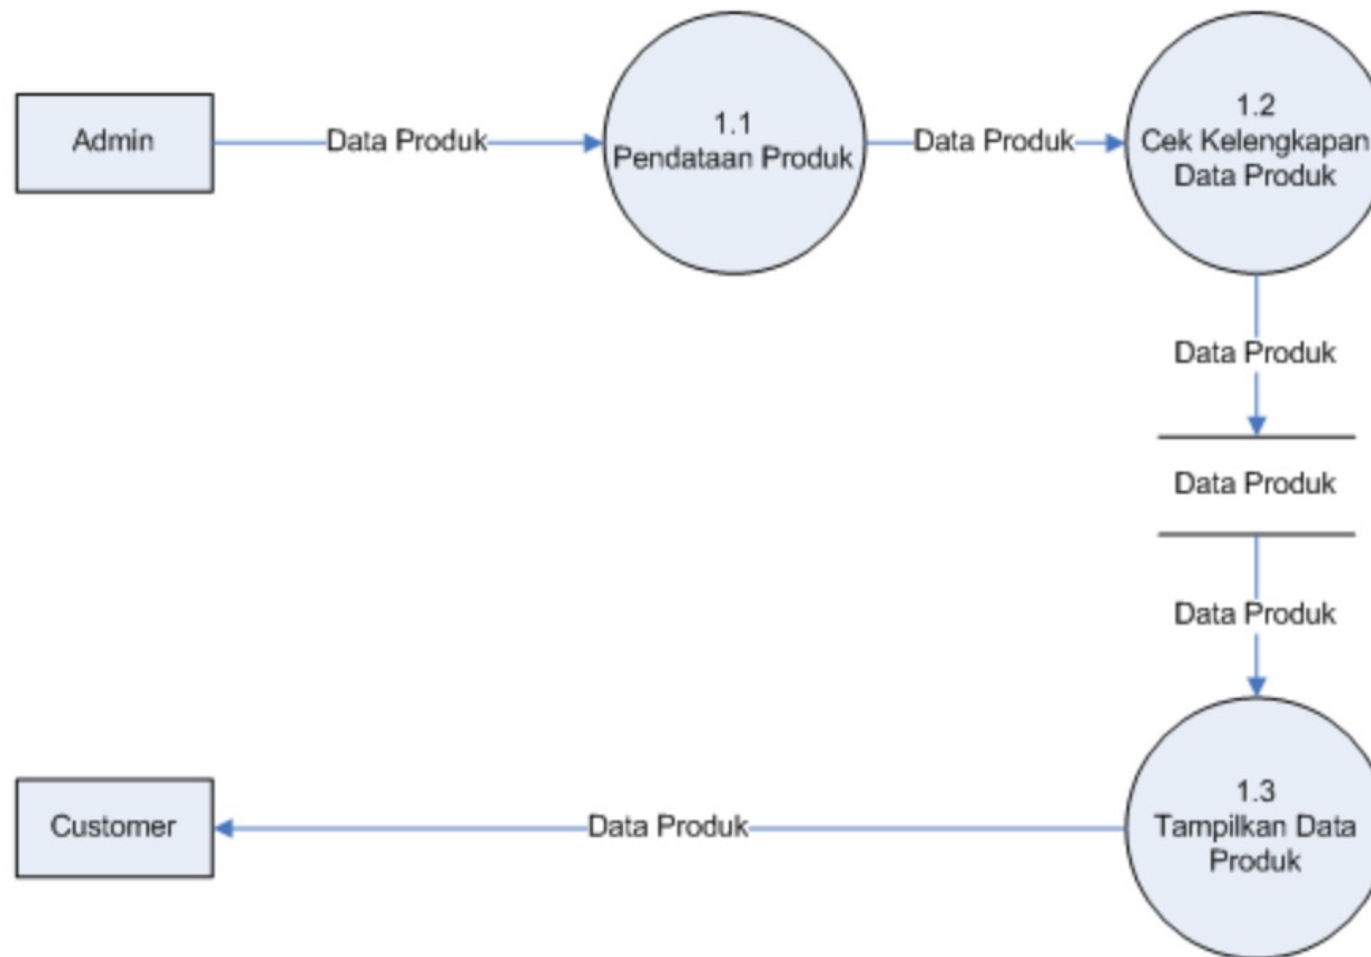 Admin
Data Produk
1.1
Pendataan Produk
Data Produk
1.2
Cek Kelengkapan
Data Produk
Data Produk
Data Produk
Data Produk
1.3
Tampilkan Data
Produk
Data Produk
Customer